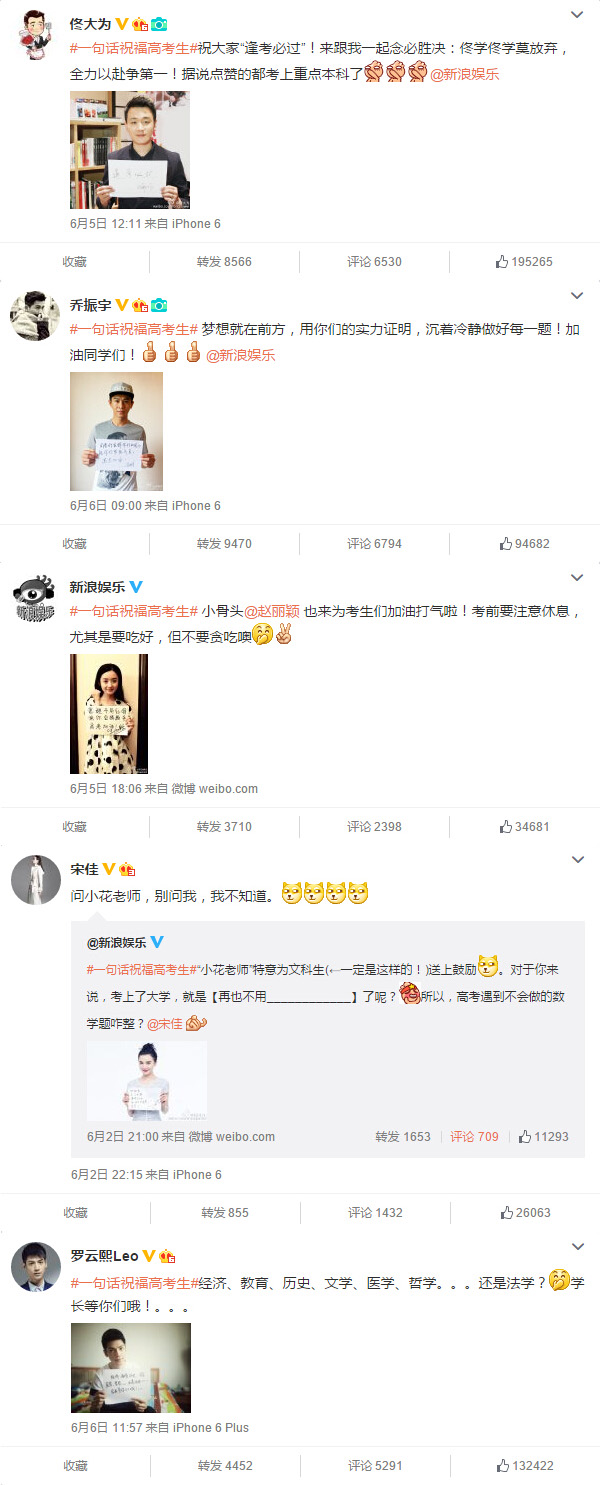 佟大为
#一句话祝福高考生#祝大家“逢考必过”！来跟我一起念必胜决：佟学佟学莫放弃，
全力以赴争第一！据说点赞的都考上重点本科了 @新浪娱乐
6月5日 12:11 来自 iPhone 6
收藏 转发 8566 评论 6530 195265
乔振宇
#一句话祝福高考生# 梦想就在前方，用你们的实力证明，沉着冷静做好每一题！加
油同学们！ @新浪娱乐
6月6日 09:00 来自 iPhone 6
收藏 转发 9470 评论 6794 94682
新浪娱乐
#一句话祝福高考生# 小骨头@赵丽颖 也来为考生们加油打气啦！考前要注意休息，
尤其是要吃好，但不要贪吃噢
6月5日 18:06 来自 微博 weibo.com
收藏 转发 3710 评论 2398 34681
宋佳
问小花老师，别问我，我不知道。
@新浪娱乐
#一句话祝福高考生#“小花老师”特意为文科生(←一定是这样的！)送上鼓励 。对于你来
说，考上了大学，就是【再也不用______________】了呢？ 所以，高考遇到不会做的数
学题咋整？@宋佳
6月2日 21:00 来自 微博 weibo.com 转发 1653 评论 709 11293
6月2日 22:15 来自 iPhone 6
收藏 转发 855 评论 1432 26063
罗云熙Leo
#一句话祝福高考生#经济、教育、历史、文学、医学、哲学。。。还是法学？ 学
长等你们哦！。。。
6月6日 11:57 来自 iPhone 6 Plus
收藏 转发 4452 评论 5291 132422